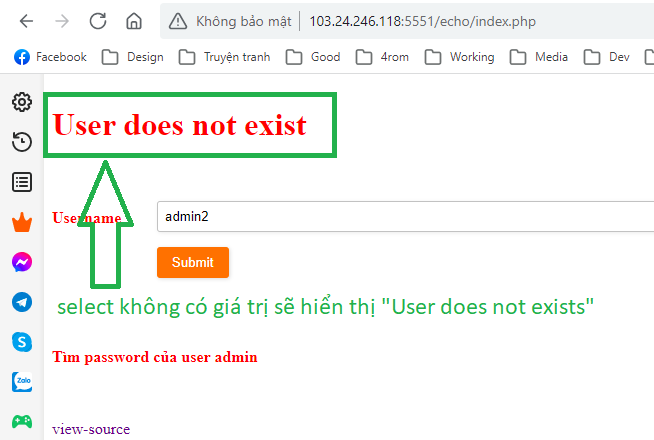 Không bảo mật | 103.24.246.118:5551/echo/index.php
Facebook Design Truyện tranh Good 4rom Working Media Dev
User does not exist
Username admin2
Submit
select không có giá trị sẽ hiển thị "User does not exists"
Tìm password của user admin
view-source
Zalo